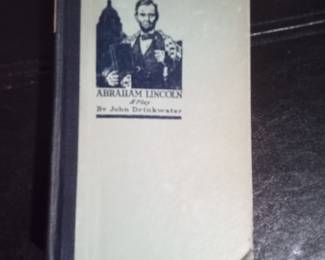 ABRAHAM LINCOLN
A Play
By John Drinkwater